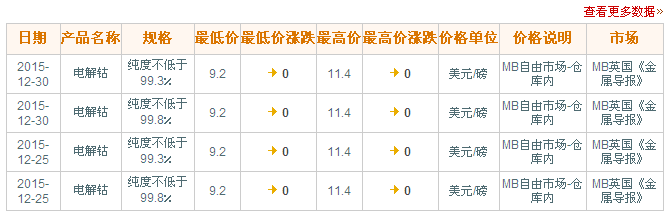 查看更多数据»
日期 产品名称 规格 最低价 最低价涨跌 最高价 最高价涨跌 价格单位 价格说明 市场
2015-12-30 电解钴 纯度不低于99.3% 9.2 → 0 11.4 → 0 美元/磅 MB自由市场-仓库内 MB英国《金属导报》
2015-12-30 电解钴 纯度不低于99.8% 9.2 → 0 11.4 → 0 美元/磅 MB自由市场-仓库内 MB英国《金属导报》
2015-12-25 电解钴 纯度不低于99.3% 9.2 → 0 11.4 → 0 美元/磅 MB自由市场-仓库内 MB英国《金属导报》
2015-12-25 电解钴 纯度不低于99.8% 9.2 → 0 11.4 → 0 美元/磅 MB自由市场-仓库内 MB英国《金属导报》